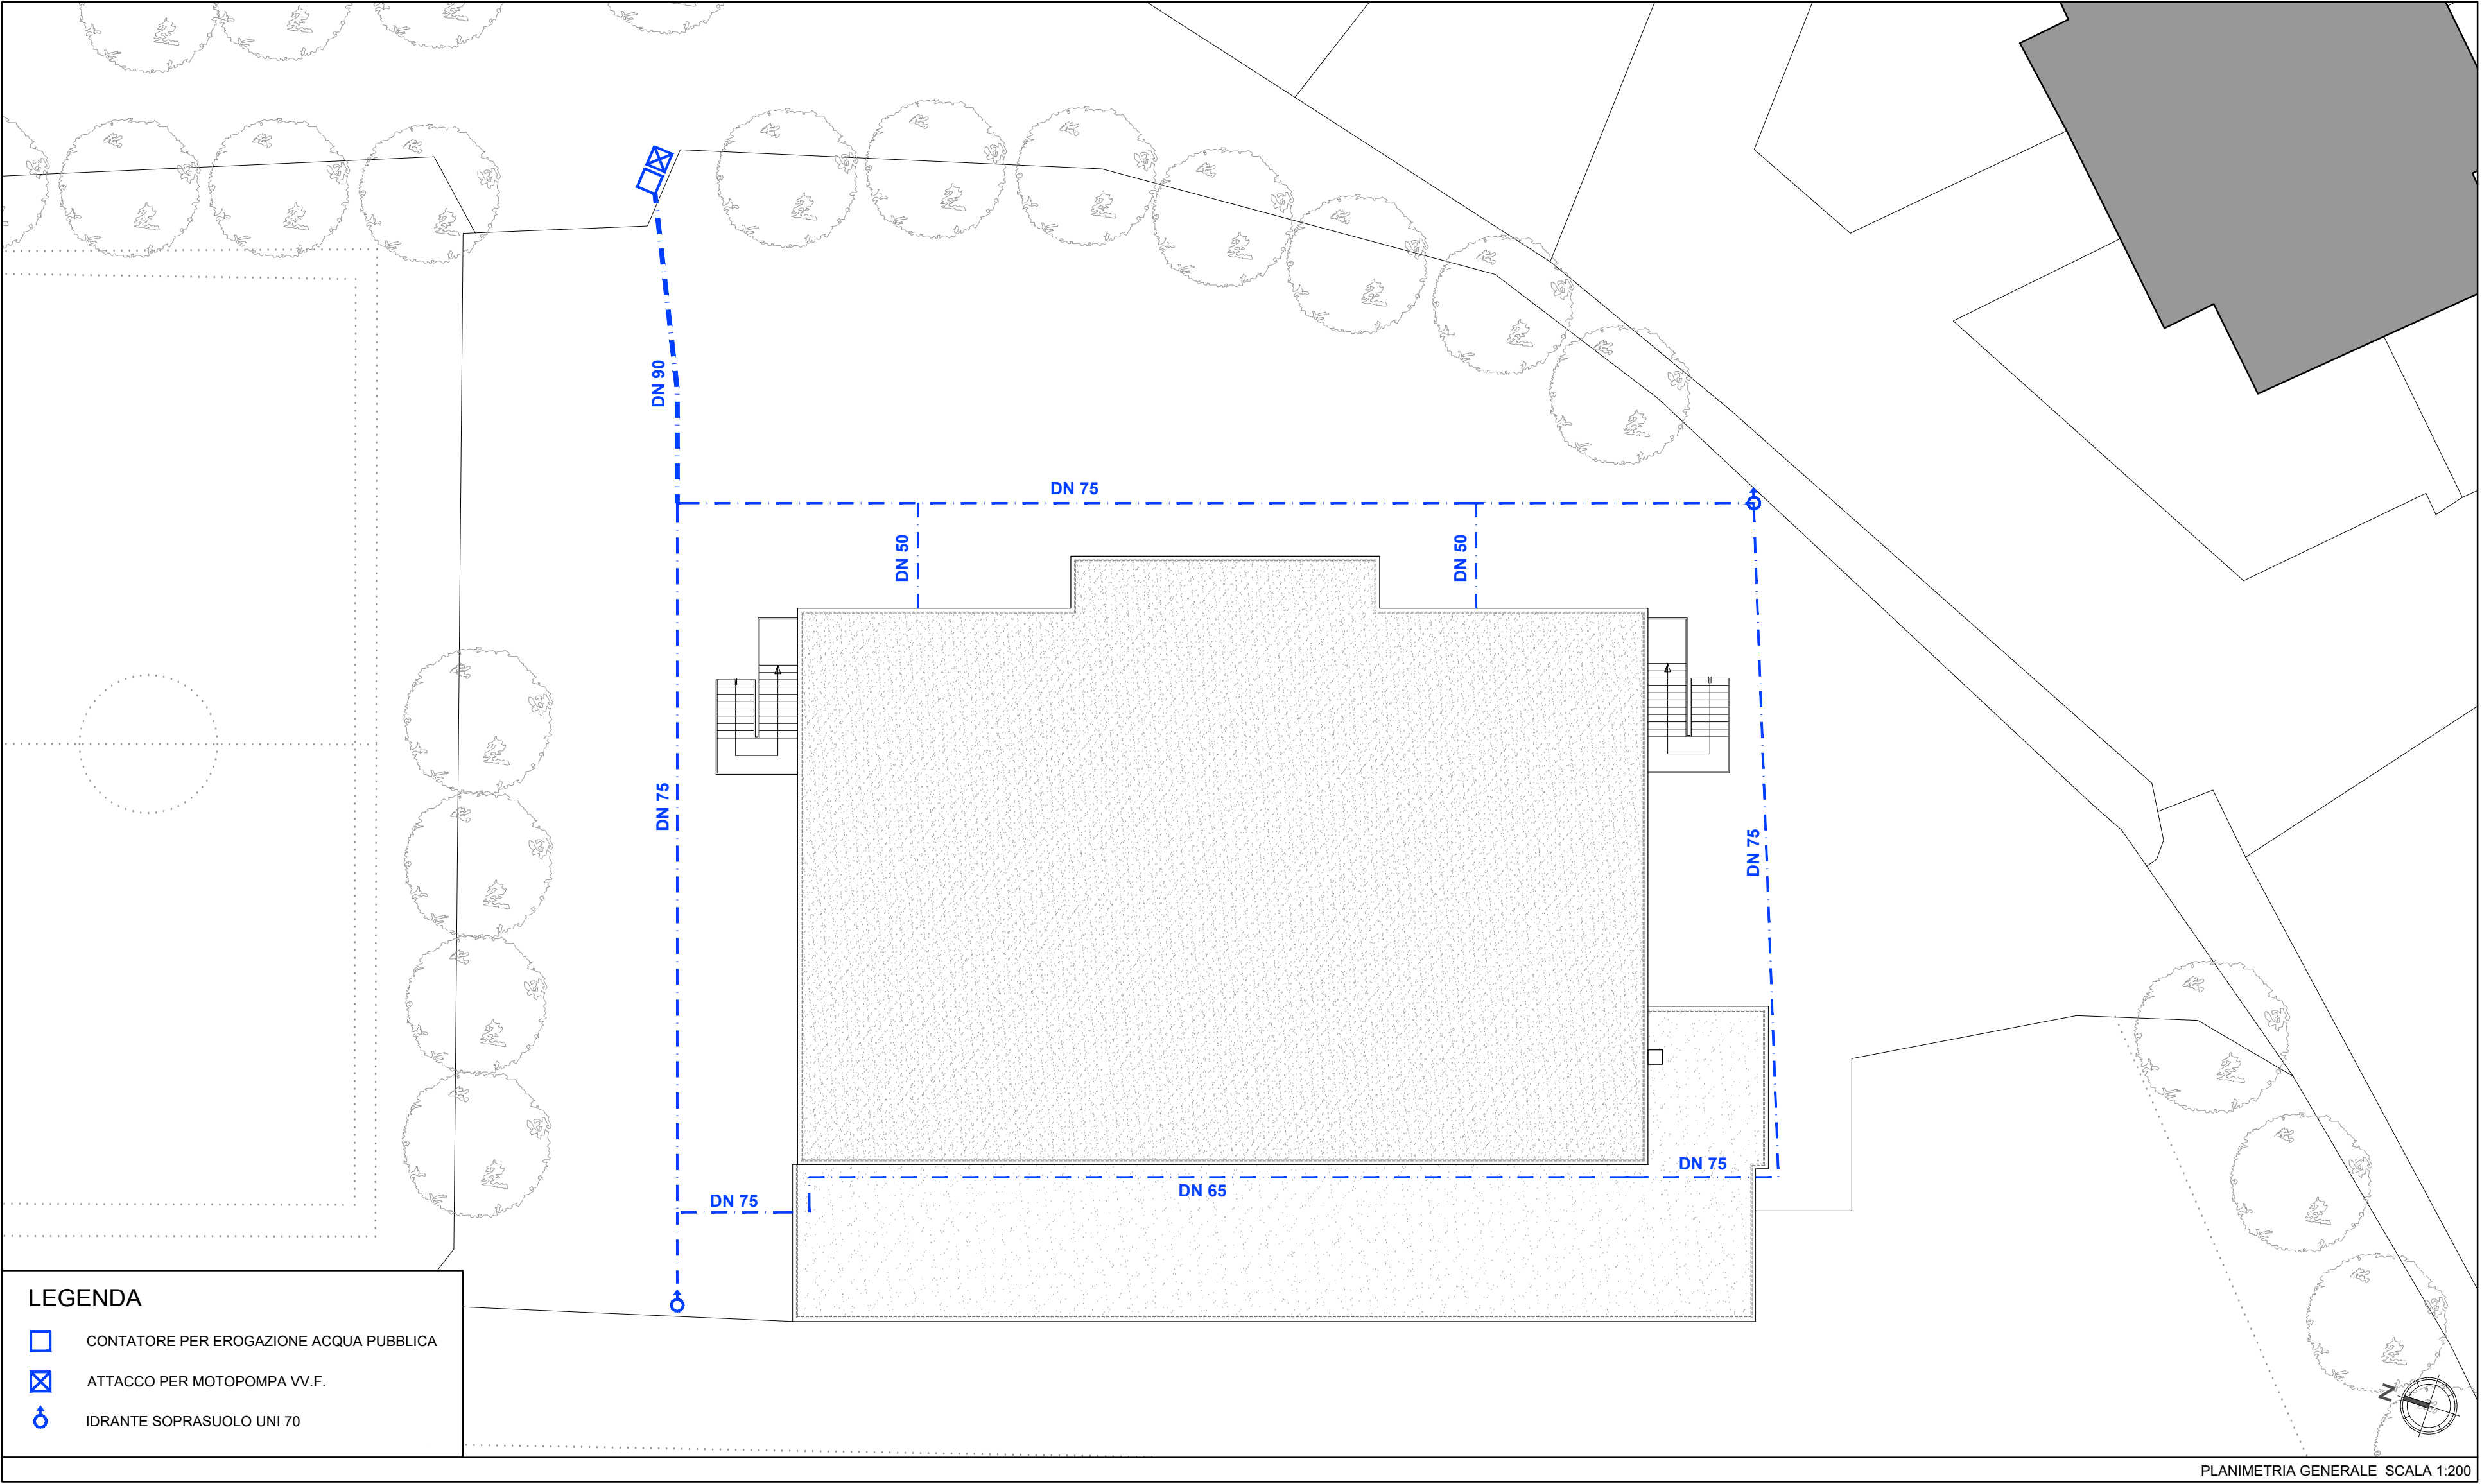 DN 90
DN 75
DN 50
DN 50
DN 75
DN 75
DN 75
DN 65
DN 75
LEGENDA
CONTATORE PER EROGAZIONE ACQUA PUBBLICA
ATTACCO PER MOTOPOMPA VV.F.
IDRANTE SOPRASUOLO UNI 70
N
PLANIMETRIA GENERALE SCALA 1:200